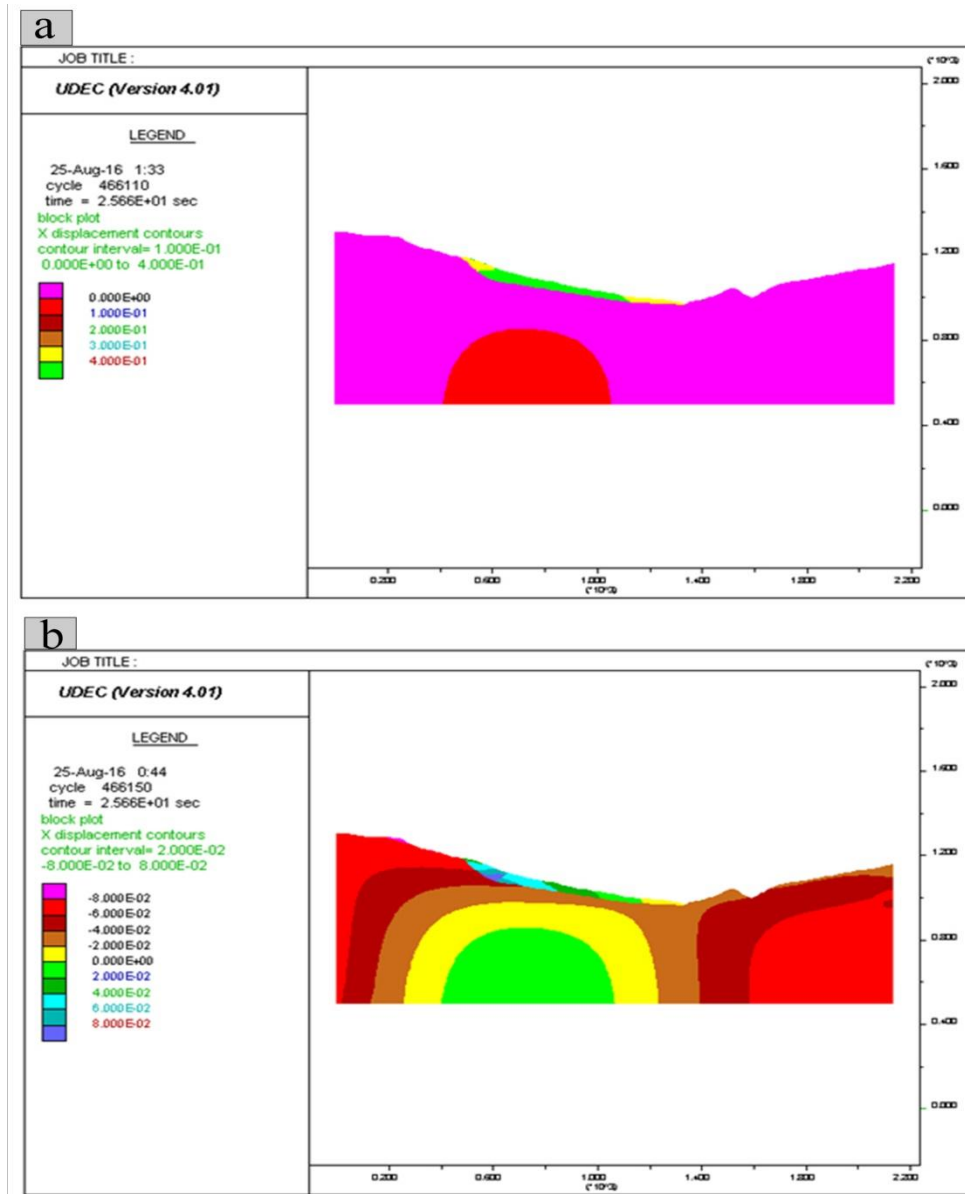 a
JOB TITLE :
UDEC (Version 4.01)
LEGEND
25-Aug-16 1:33
cycle 466110
time = 2.566E+01 sec
block plot
X displacement contours
contour interval= 1.000E-01
0.000E+00 to 4.000E-01
0.000E+00
1.000E-01
2.000E-01
3.000E-01
4.000E-01
(*10^3)
2.000
1.600
1.200
0.800
0.400
0.000
0.200 0.600 1.000 1.400 1.800 2.200
(*10^3)
b
JOB TITLE :
UDEC (Version 4.01)
LEGEND
25-Aug-16 0:44
cycle 466150
time = 2.566E+01 sec
block plot
X displacement contours
contour interval= 2.000E-02
-8.000E-02 to 8.000E-02
-8.000E-02
-6.000E-02
-4.000E-02
-2.000E-02
0.000E+00
2.000E-02
4.000E-02
6.000E-02
8.000E-02
(*10^3)
2.000
1.600
1.200
0.800
0.400
0.000
0.200 0.600 1.000 1.400 1.800 2.200
(*10^3)